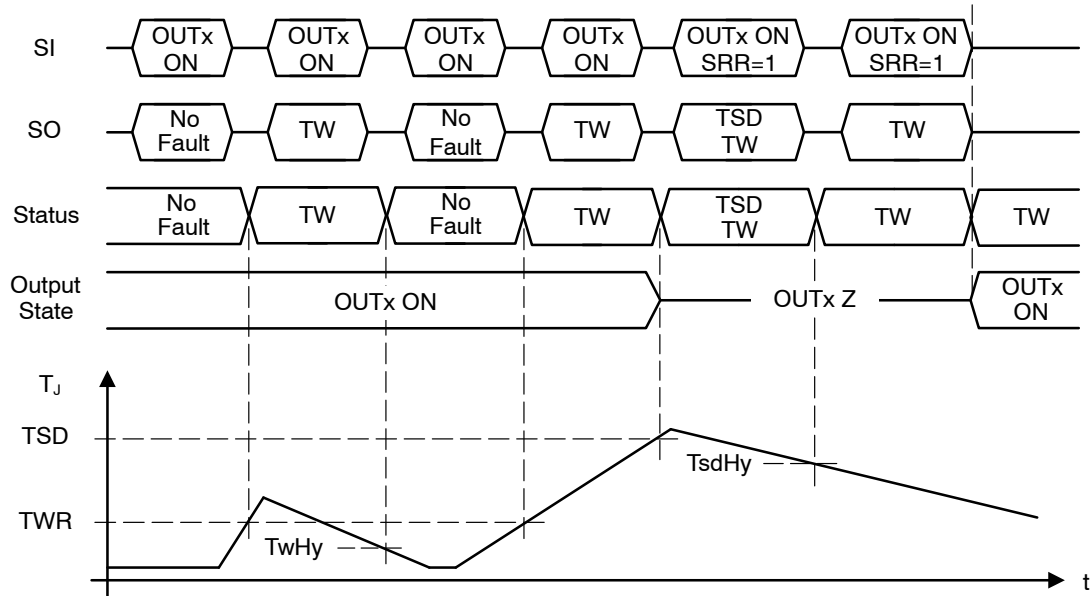 SI
OUTx
ON
OUTx
ON
OUTx
ON
OUTx
ON
OUTx ON
SRR=1
OUTx ON
SRR=1
SO
No
Fault
TW
No
Fault
TW
TSD
TW
TW
Status
No
Fault
TW
No
Fault
TW
TSD
TW
TW
TW
Output
State
OUTx ON
OUTx Z
OUTx
ON
TJ
TSD
TsdHy
TWR
TwHy
t